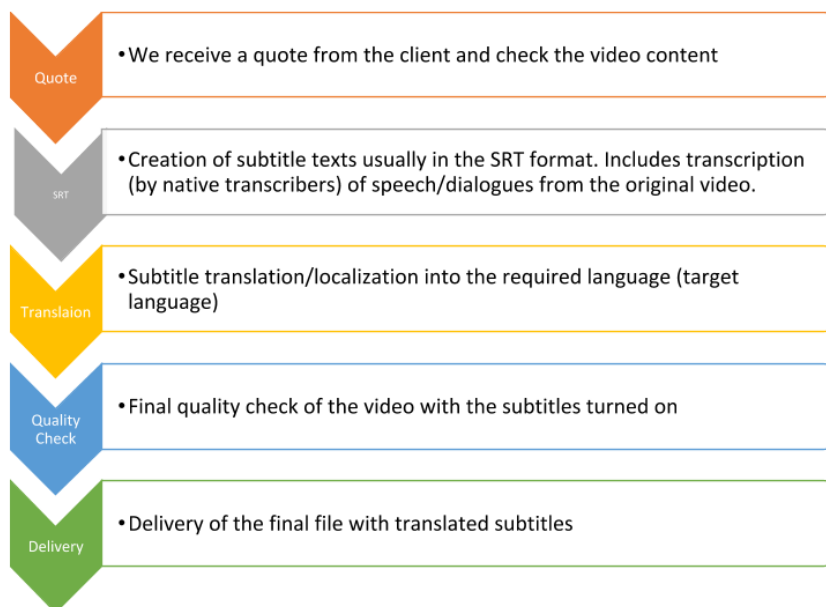 Quote
•We receive a quote from the client and check the video content
SRT
•Creation of subtitle texts usually in the SRT format. Includes transcription
(by native transcribers) of speech/dialogues from the original video.
Translaion
•Subtitle translation/localization into the required language (target
language)
Quality
Check
•Final quality check of the video with the subtitles turned on
Delivery
•Delivery of the final file with translated subtitles